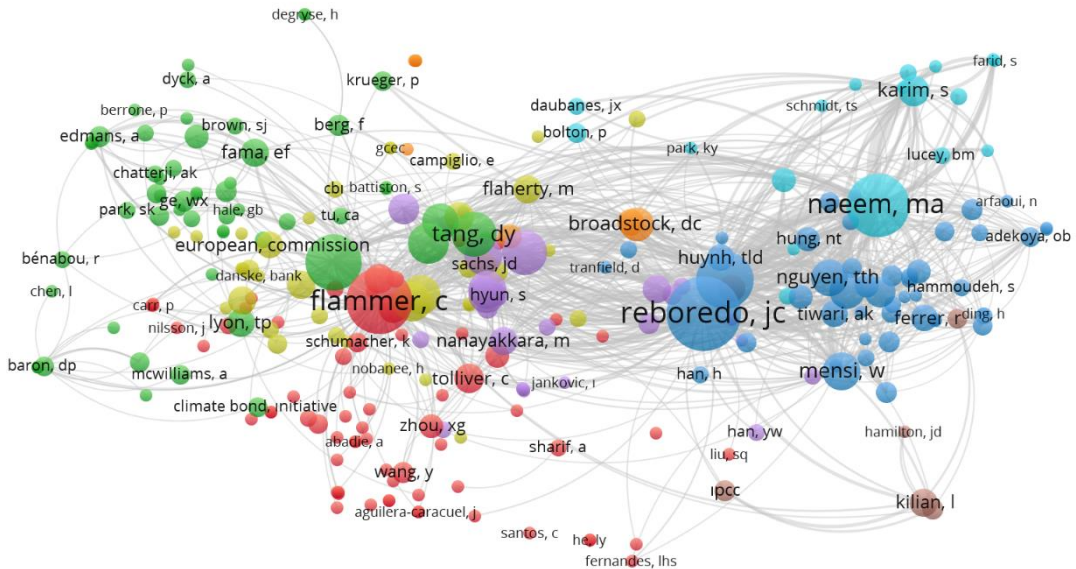 degryse, h
farid, s
dyck, a
krueger, p
karim, s
berrone, p
daubanes, jx
schmidt, ts
edmans, a
brown, sj
berg, f
bolton, p
fama, ef
gcec
park, ky
lucey, bm
campiglio, e
chatterji, ak
cbı
battiston, s
flaherty, m
ge, wx
park, sk
hale, gb
tu, ca
naeem, ma
arfaoui, n
broadstock, dc
tang, dy
hung, nt
adekoya, ob
european, commission
bénabou, r
sachs, jd
huynh, tld
tranfield, d
danske, bank
nguyen, tth
hammoudeh, s
chen, l
hyun, s
flammer, c
carr, p
reboredo, jc
tiwari, ak
ferrer, r
ding, h
lyon, tp
nilsson, j
schumacher, k
nanayakkara, m
baron, dp
nobanee, h
mcwilliams, a
tolliver, c
jankovic, ı
han, h
mensi, w
climate bond, ınitiative
zhou, xg
han, yw
hamilton, jd
abadie, a
sharif, a
liu, sq
wang, y
ıpcc
kilian, l
aguilera-caracuel, j
santos, c
he, ly
fernandes, lhs